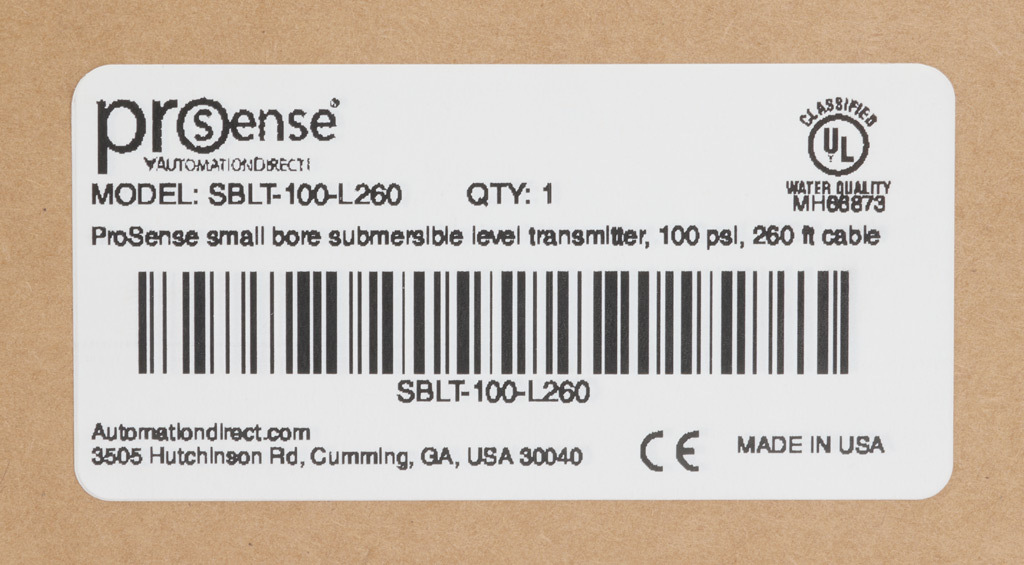 prosense®
AUTOMATIONDIRECT
MODEL: SBLT-100-L260 QTY: 1
CLASSIFIED
UL
WATER QUALITY
MH66873
ProSense small bore submersible level transmitter, 100 psi, 260 ft cable
SBLT-100-L260
Automationdirect.com
3505 Hutchinson Rd, Cumming, GA, USA 30040
CE
MADE IN USA